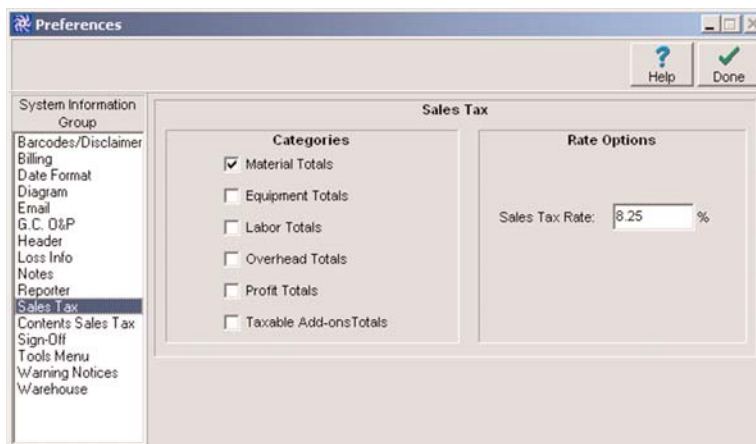 Preferences
Help
Done
System Information
Group
Barcodes/Disclaimer
Billing
Date Format
Diagram
Email
G.C. O&P
Header
Loss Info
Notes
Reporter
Sales Tax
Contents Sales Tax
Sign-Off
Tools Menu
Warning Notices
Warehouse
Sales Tax
Categories
Material Totals
Equipment Totals
Labor Totals
Overhead Totals
Profit Totals
Taxable Add-onsTotals
Rate Options
Sales Tax Rate: 8.25 %